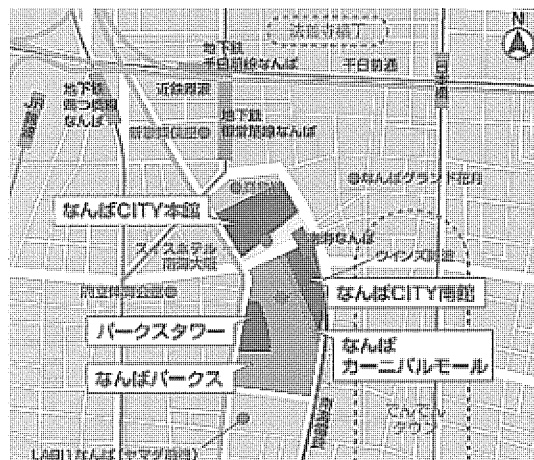 N
法善寺横丁
地下鉄
千日前線なんば
千日前通
日本橋
地下鉄
四つ橋線
なんば
近鉄難波
JR難波
地下鉄
御堂筋線なんば
新歌舞伎座
髙島屋
なんばグランド花月
なんばCITY本館
南海なんば
スイスホテル
南海大阪
ウインズ難波
府立体育会館
なんばCITY南館
パークスタワー
なんば
カーニバルモール
なんばパークス
でんでん
タウン
LABI1なんば(ヤマダ電機)